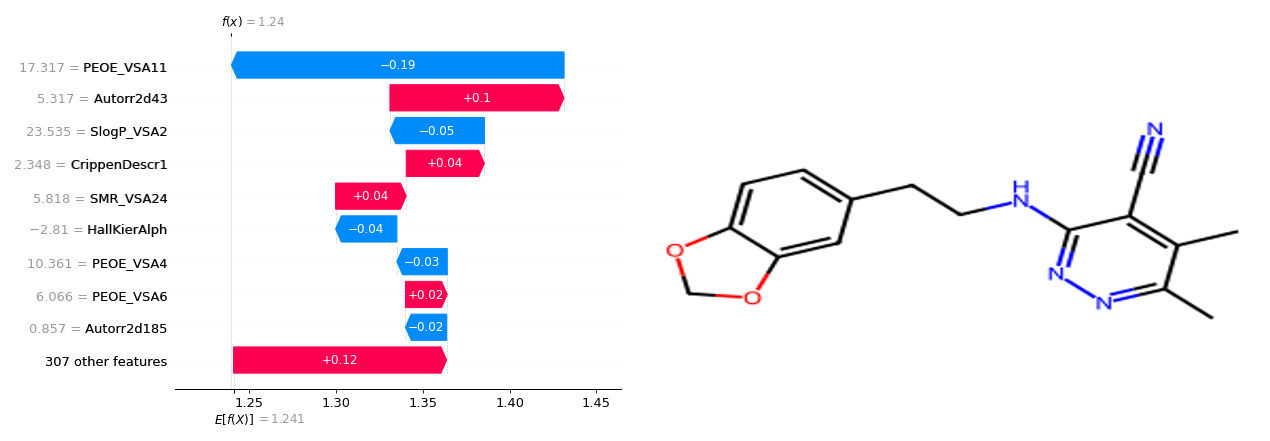 f(x) = 1.24
17.317 = PEOE_VSA11
−0.19
5.317 = Autorr2d43
+0.1
23.535 = SlogP_VSA2
−0.05
2.348 = CrippenDescr1
+0.04
5.818 = SMR_VSA24
+0.04
−2.81 = HallKierAlph
−0.04
10.361 = PEOE_VSA4
−0.03
6.066 = PEOE_VSA6
+0.02
0.857 = Autorr2d185
−0.02
307 other features
+0.12
1.25 1.30 1.35 1.40 1.45
E[f(X)] = 1.241
N
H
N
O
N
O
N